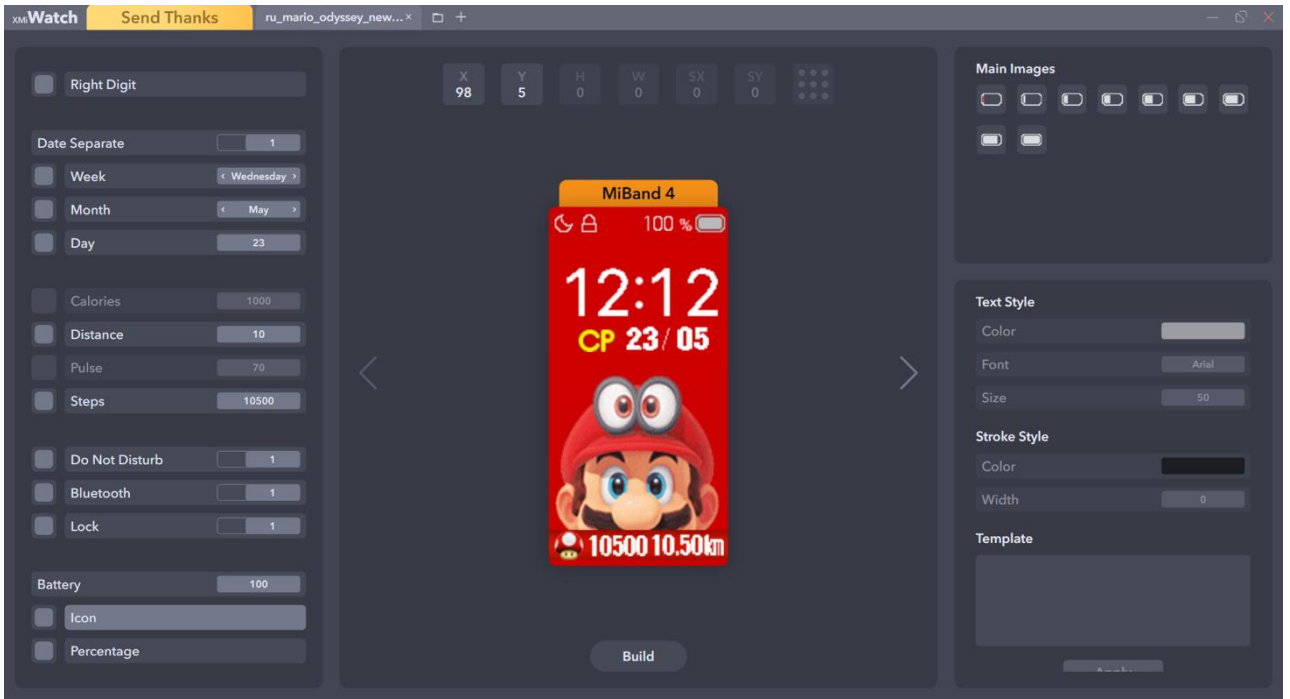 xmiWatch Send Thanks ru_mario_odyssey_new...× +
Right Digit
Date Separate 1
Week ‹ Wednesday ›
Month ‹ May ›
Day 23
Calories 1000
Distance 10
Pulse 70
Steps 10500
Do Not Disturb 1
Bluetooth 1
Lock 1
Battery 100
Icon
Percentage
X Y H W SX SY
98 5 0 0 0 0
MiBand 4
100 %
12:12
СР 23/05
10500 10.50km
Build
Main Images
Text Style
Color
Font Arial
Size 50
Stroke Style
Color
Width 0
Template
Apply